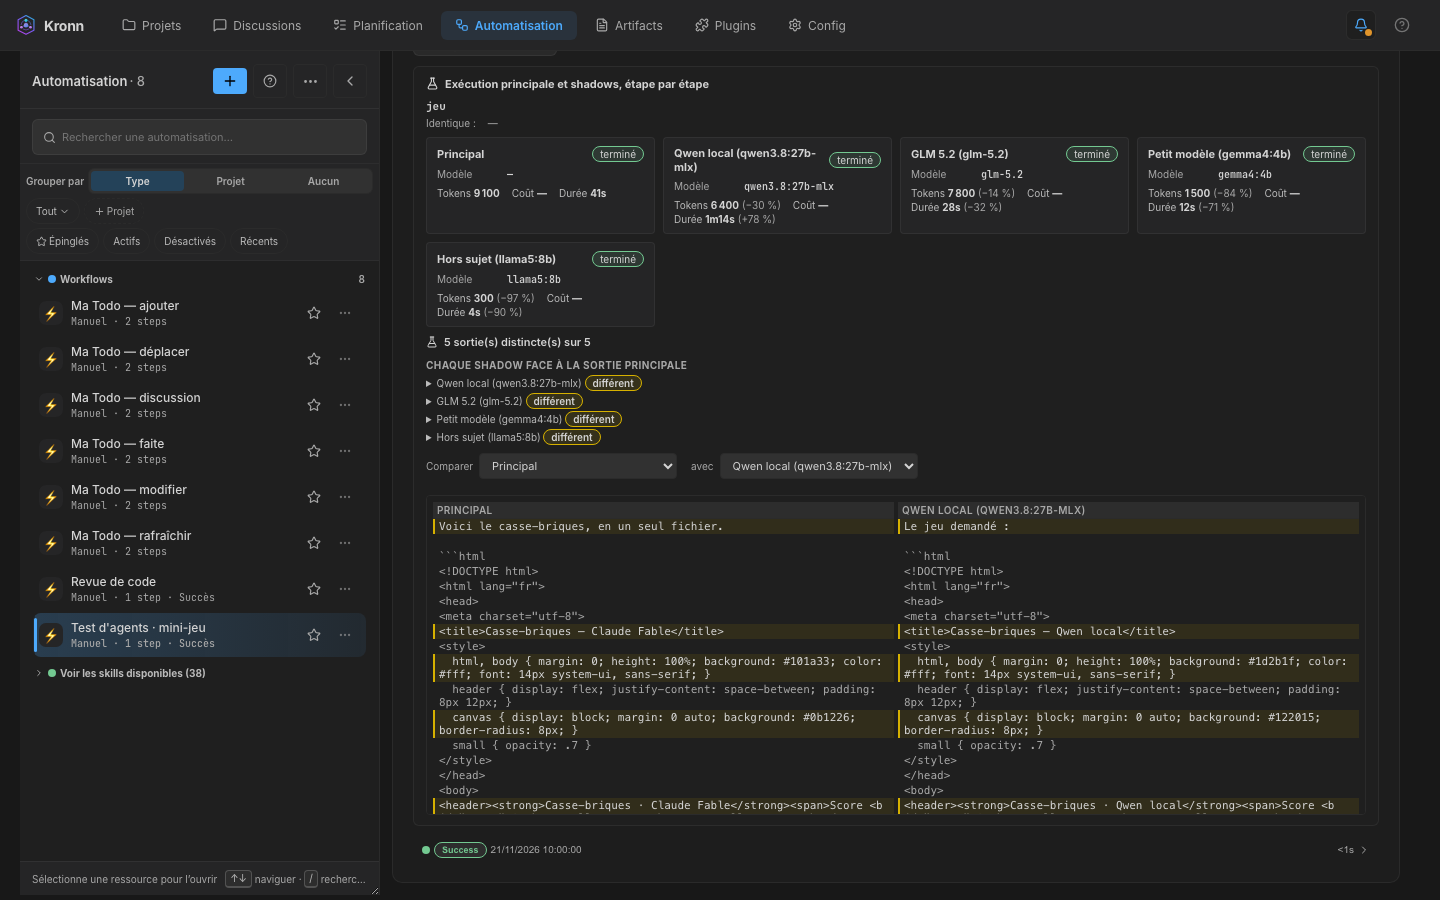 Kronn
Projets
Discussions
Planification
Automatisation
Artifacts
Plugins
Config
Automatisation · 8
Rechercher une automatisation...
Grouper par
Type
Projet
Aucun
Tout
+ Projet
Épinglés
Actifs
Désactivés
Récents
Workflows
8
Ma Todo — ajouter
Manuel · 2 steps
Ma Todo — déplacer
Manuel · 2 steps
Ma Todo — discussion
Manuel · 2 steps
Ma Todo — faite
Manuel · 2 steps
Ma Todo — modifier
Manuel · 2 steps
Ma Todo — rafraîchir
Manuel · 2 steps
Revue de code
Manuel · 1 step · Succès
Test d'agents · mini-jeu
Manuel · 1 step · Succès
Voir les skills disponibles (38)
Sélectionne une ressource pour l'ouvrir
↑↓ naviguer · / recherc...
Exécution principale et shadows, étape par étape
jeu
Identique : —
Principal
terminé
Modèle —
Tokens 9 100 Coût — Durée 41s
Qwen local (qwen3.8:27b-
mlx)
terminé
Modèle qwen3.8:27b-mlx
Tokens 6 400 (−30 %) Coût —
Durée 1m14s (+78 %)
GLM 5.2 (glm-5.2)
terminé
Modèle glm-5.2
Tokens 7 800 (−14 %) Coût —
Durée 28s (−32 %)
Petit modèle (gemma4:4b)
terminé
Modèle gemma4:4b
Tokens 1 500 (−84 %) Coût —
Durée 12s (−71 %)
Hors sujet (llama5:8b)
terminé
Modèle llama5:8b
Tokens 300 (−97 %) Coût —
Durée 4s (−90 %)
5 sortie(s) distincte(s) sur 5
CHAQUE SHADOW FACE À LA SORTIE PRINCIPALE
Qwen local (qwen3.8:27b-mlx) différent
GLM 5.2 (glm-5.2) différent
Petit modèle (gemma4:4b) différent
Hors sujet (llama5:8b) différent
Comparer
Principal
avec
Qwen local (qwen3.8:27b-mlx)
PRINCIPAL
Voici le casse-briques, en un seul fichier.
```html
<!DOCTYPE html>
<html lang="fr">
<head>
<meta charset="utf-8">
<title>Casse-briques — Claude Fable</title>
<style>
html, body { margin: 0; height: 100%; background: #101a33; color:
#fff; font: 14px system-ui, sans-serif; }
header { display: flex; justify-content: space-between; padding:
8px 12px; }
canvas { display: block; margin: 0 auto; background: #0b1226;
border-radius: 8px; }
small { opacity: .7 }
</style>
</head>
<body>
<header><strong>Casse-briques · Claude Fable</strong><span>Score <b
QWEN LOCAL (QWEN3.8:27B-MLX)
Le jeu demandé :
```html
<!DOCTYPE html>
<html lang="fr">
<head>
<meta charset="utf-8">
<title>Casse-briques — Qwen local</title>
<style>
html, body { margin: 0; height: 100%; background: #1d2b1f; color:
#fff; font: 14px system-ui, sans-serif; }
header { display: flex; justify-content: space-between; padding:
8px 12px; }
canvas { display: block; margin: 0 auto; background: #122015;
border-radius: 8px; }
small { opacity: .7 }
</style>
</head>
<body>
<header><strong>Casse-briques · Qwen local</strong><span>Score <b
Success
21/11/2026 10:00:00
<1s